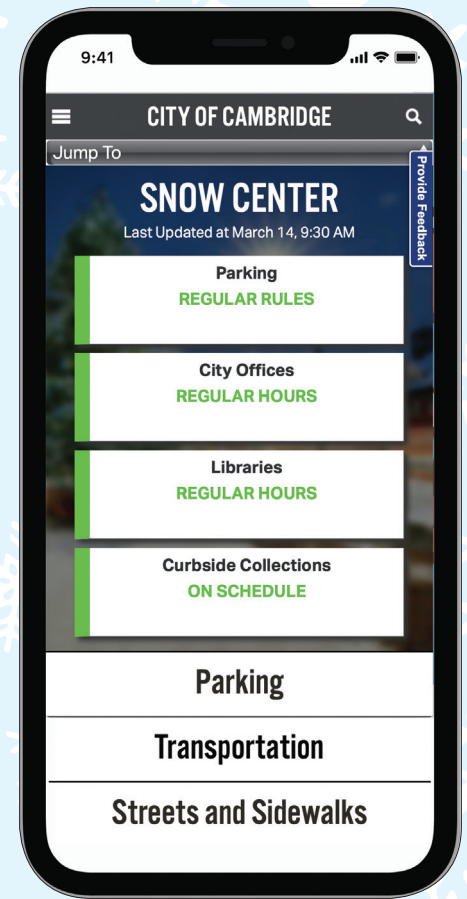 9:41
CITY OF CAMBRIDGE
Jump To
Provide Feedback
SNOW CENTER
Last Updated at March 14, 9:30 AM
Parking
REGULAR RULES
City Offices
REGULAR HOURS
Libraries
REGULAR HOURS
Curbside Collections
ON SCHEDULE
Parking
Transportation
Streets and Sidewalks